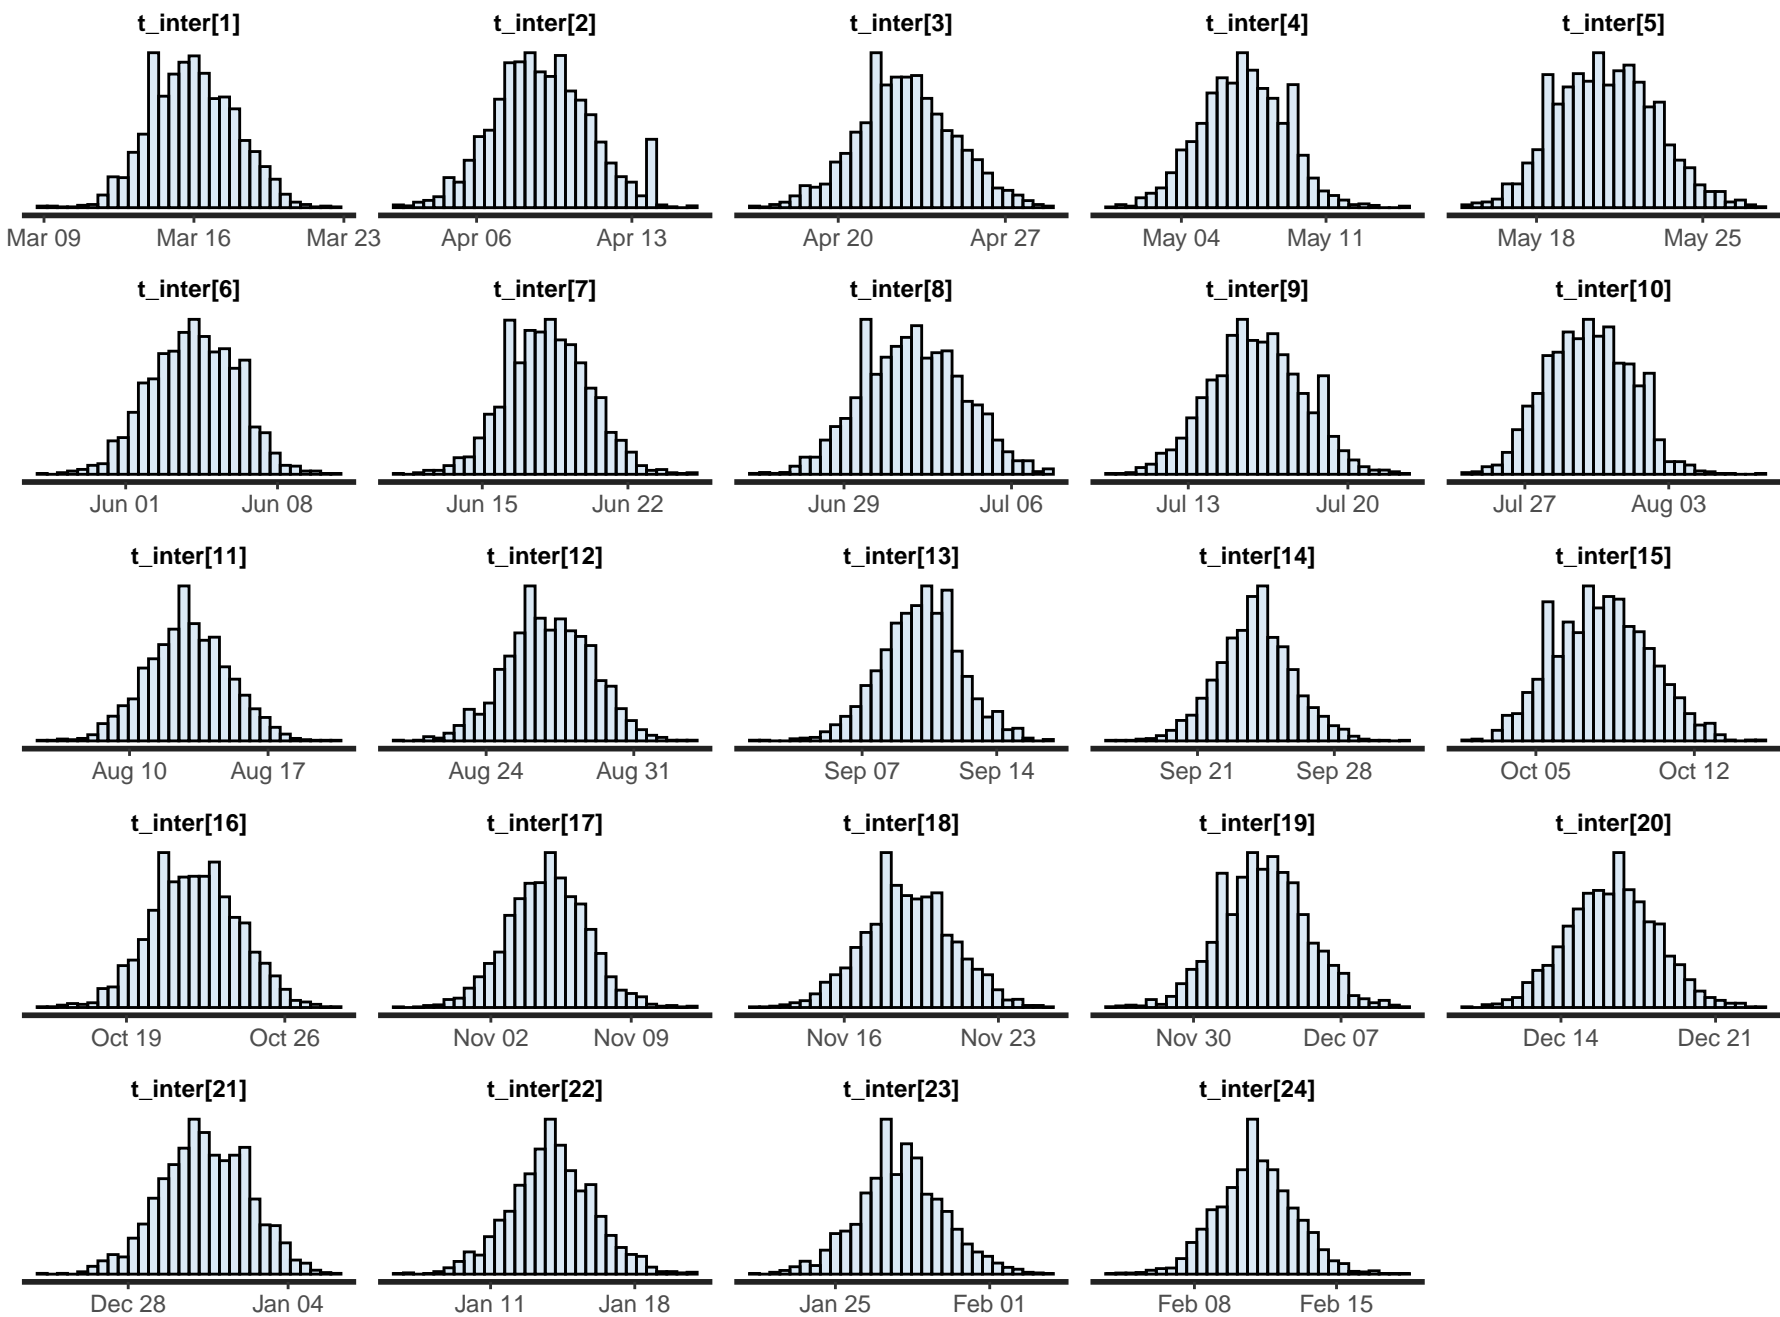 t_inter[1] t_inter[2] t_inter[3] t_inter[4] t_inter[5]
Mar 09 Mar 16 Mar 23 Apr 06 Apr 13 Apr 20 Apr 27 May 04 May 11 May 18 May 25
t_inter[6] t_inter[7] t_inter[8] t_inter[9] t_inter[10]
Jun 01 Jun 08 Jun 15 Jun 22 Jun 29 Jul 06 Jul 13 Jul 20 Jul 27 Aug 03
t_inter[11] t_inter[12] t_inter[13] t_inter[14] t_inter[15]
Aug 10 Aug 17 Aug 24 Aug 31 Sep 07 Sep 14 Sep 21 Sep 28 Oct 05 Oct 12
t_inter[16] t_inter[17] t_inter[18] t_inter[19] t_inter[20]
Oct 19 Oct 26 Nov 02 Nov 09 Nov 16 Nov 23 Nov 30 Dec 07 Dec 14 Dec 21
t_inter[21] t_inter[22] t_inter[23] t_inter[24]
Dec 28 Jan 04 Jan 11 Jan 18 Jan 25 Feb 01 Feb 08 Feb 15